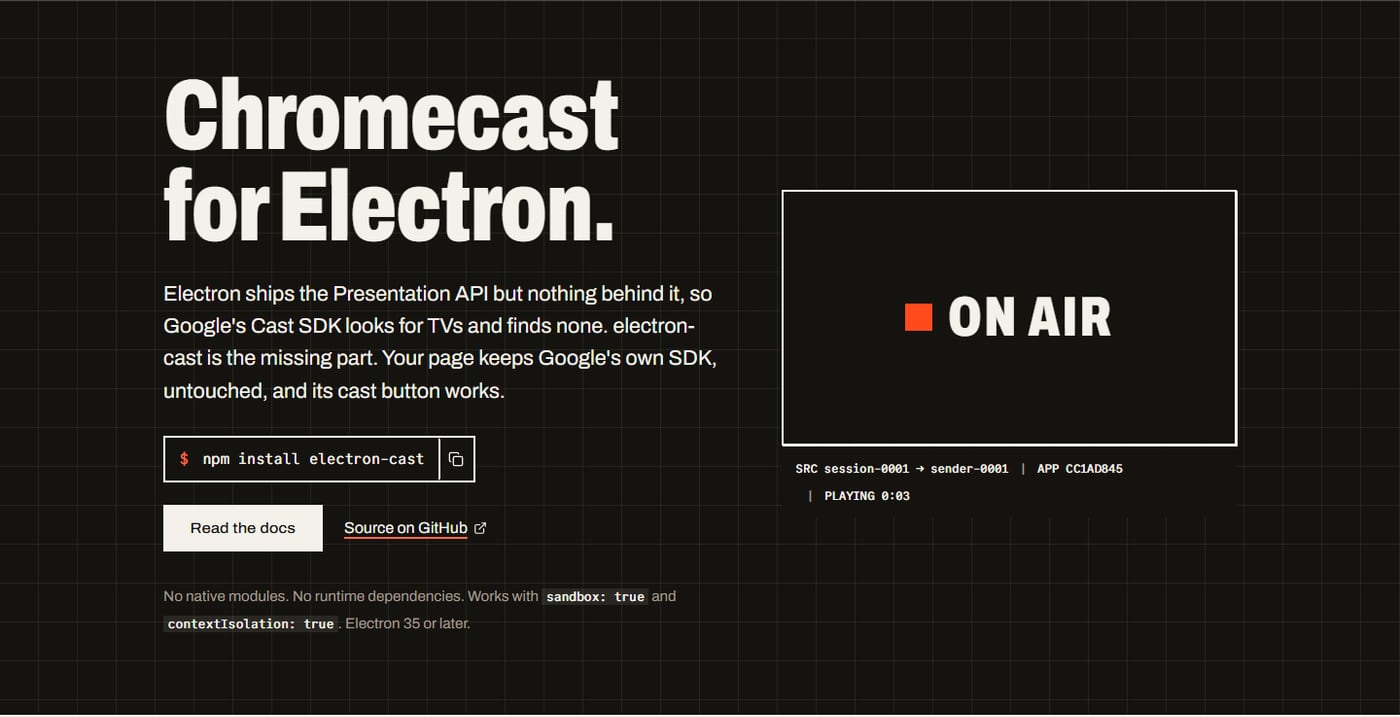 Chromecast
for Electron.
Electron ships the Presentation API but nothing behind it, so
Google's Cast SDK looks for TVs and finds none. electron-
cast is the missing part. Your page keeps Google's own SDK,
untouched, and its cast button works.
$ npm install electron-cast
Read the docs
Source on GitHub
No native modules. No runtime dependencies. Works with sandbox: true and
contextIsolation: true. Electron 35 or later.
ON AIR
SRC session-0001 → sender-0001 | APP CC1AD845
| PLAYING 0:03